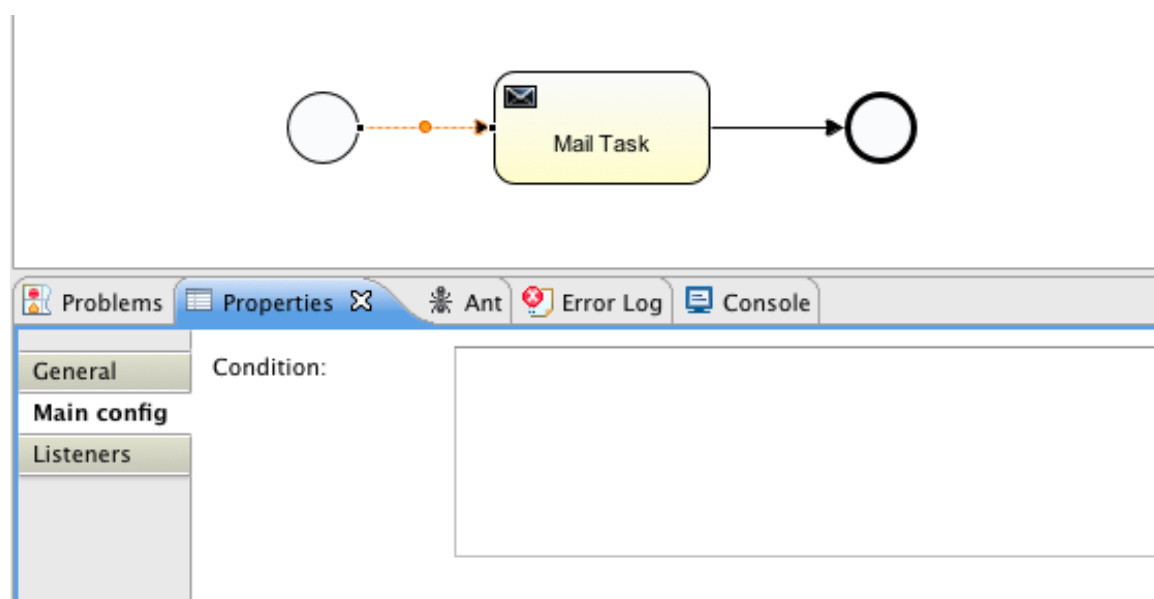 Mail Task
Problems Properties Ant Error Log Console
General Condition:
Main config
Listeners